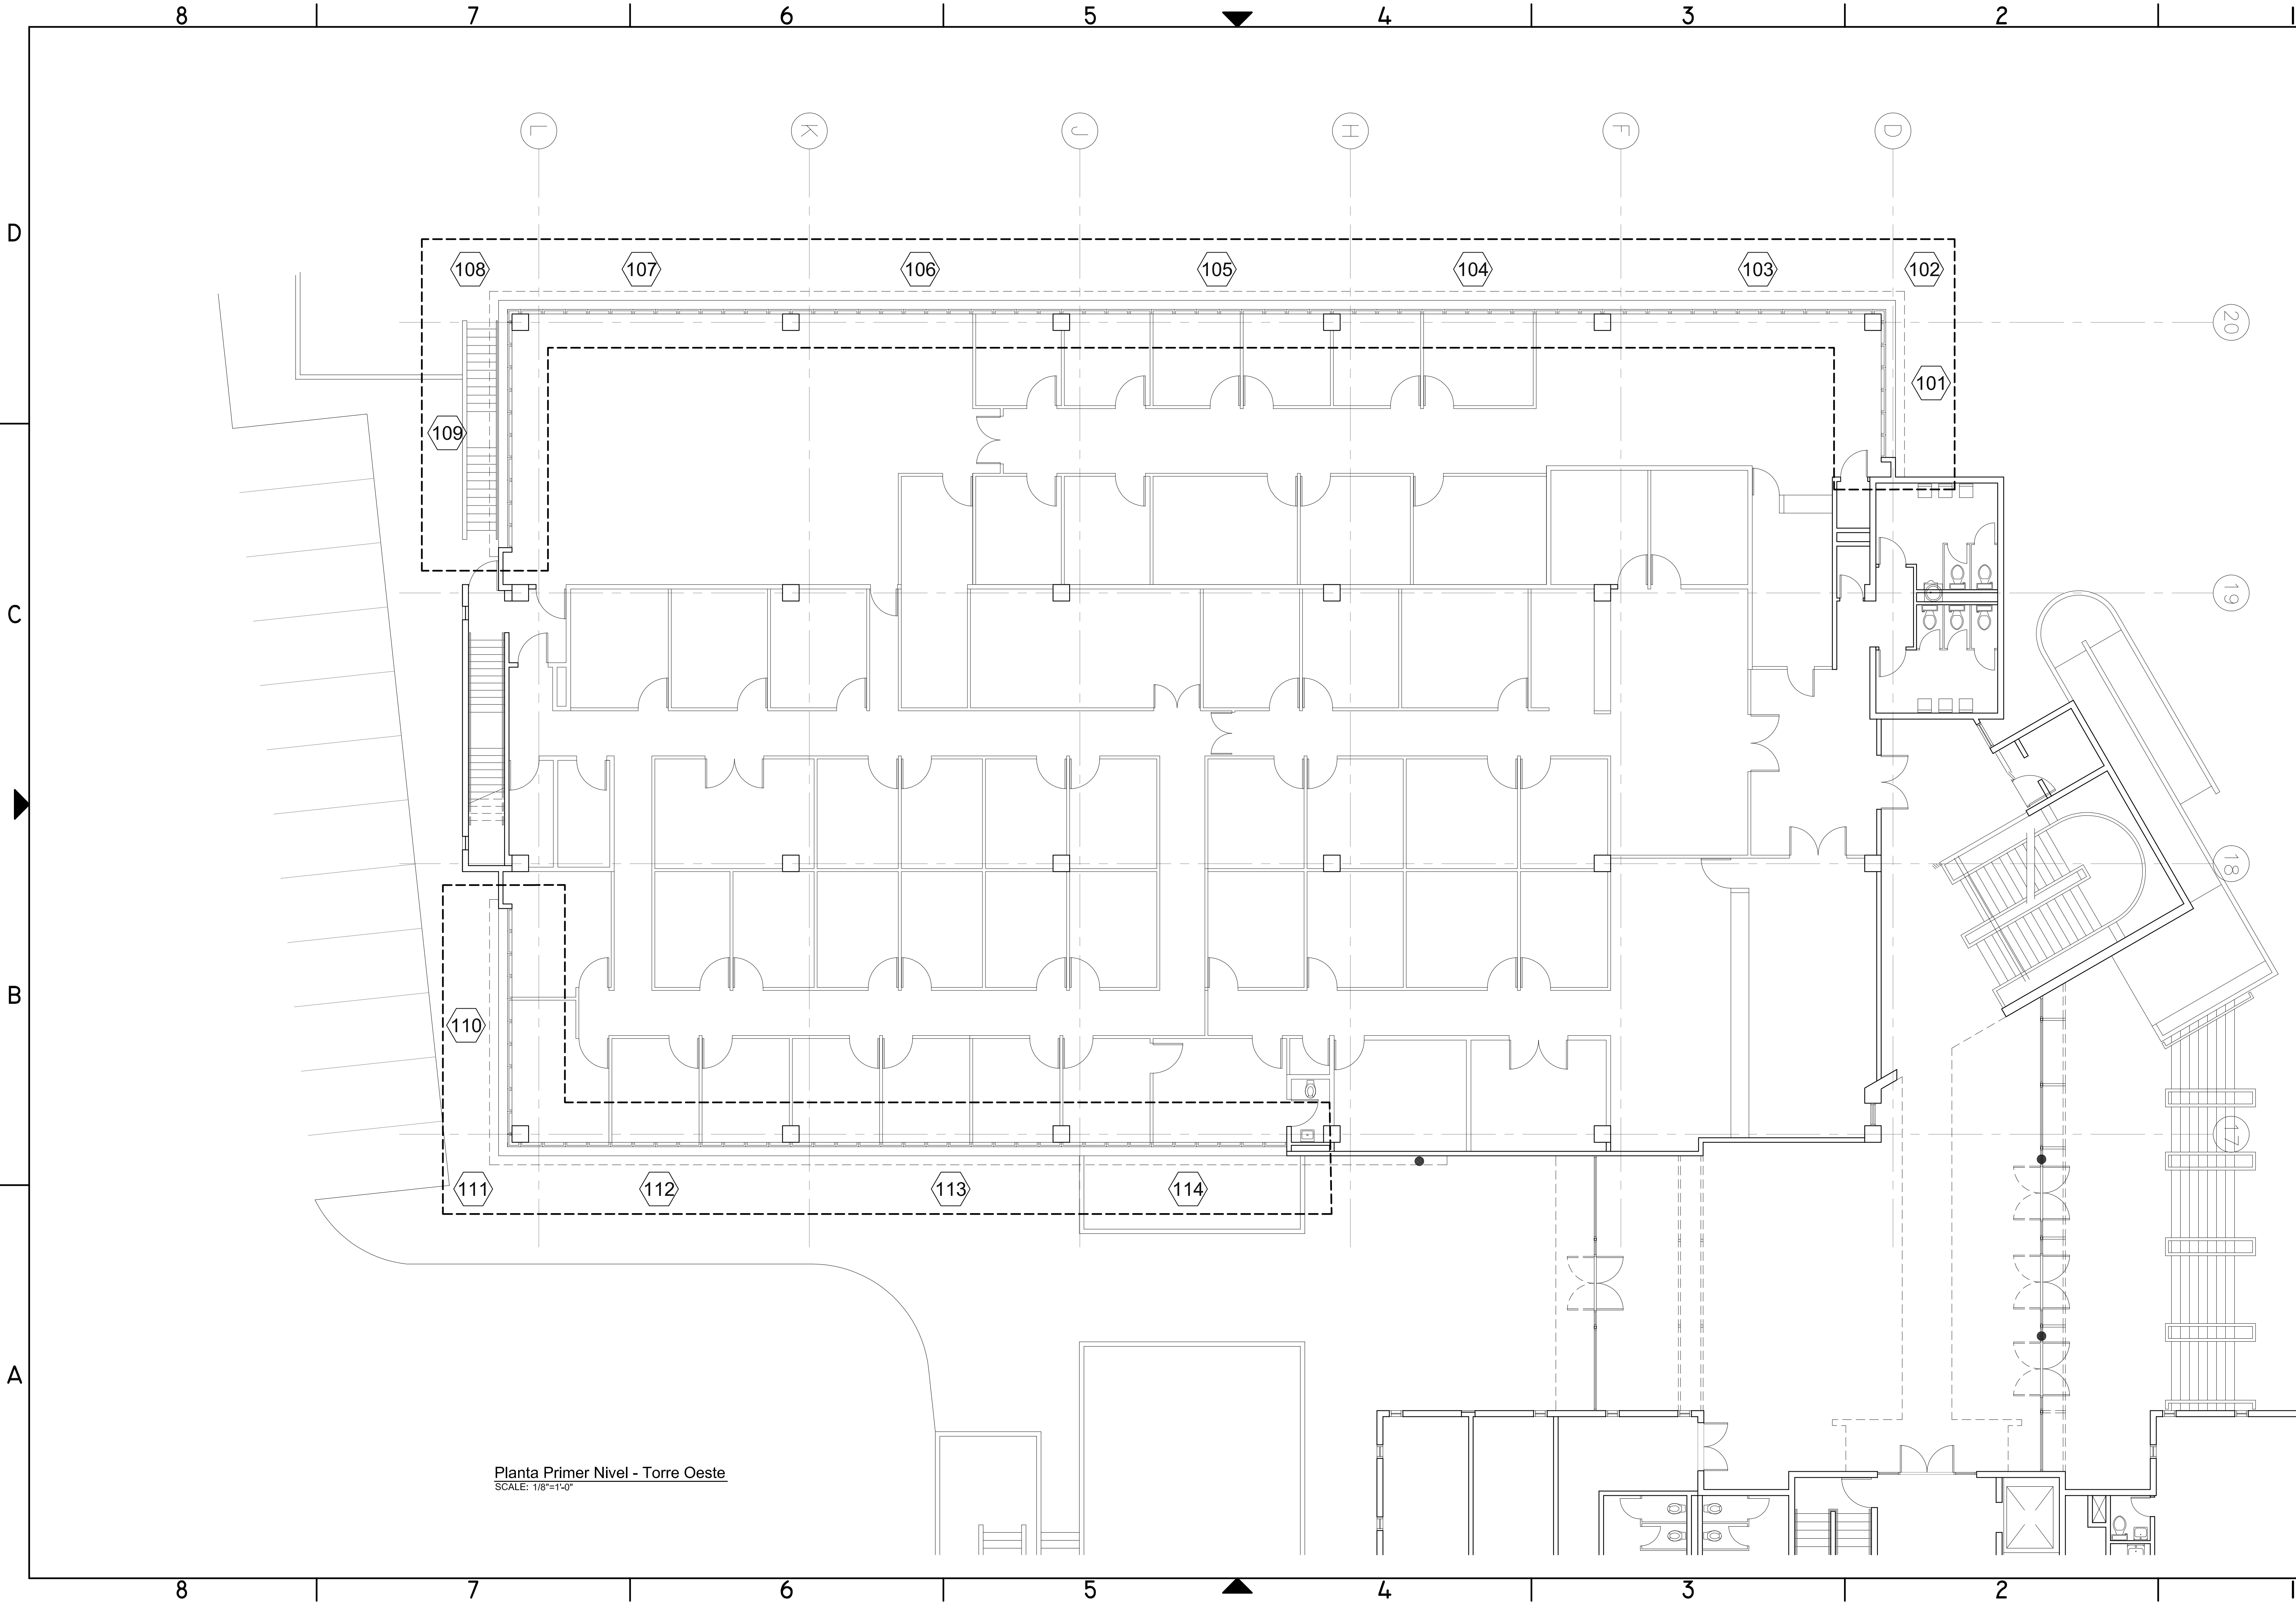 8 7 6 5 4 3 2 1
L K J H F D
D
108 107 106 105 104 103 102
20
101
109
C
19
18
B
110
17
111 112 113 114
A
Planta Primer Nivel - Torre Oeste
SCALE: 1/8"=1'-0"
8 7 6 5 4 3 2 1